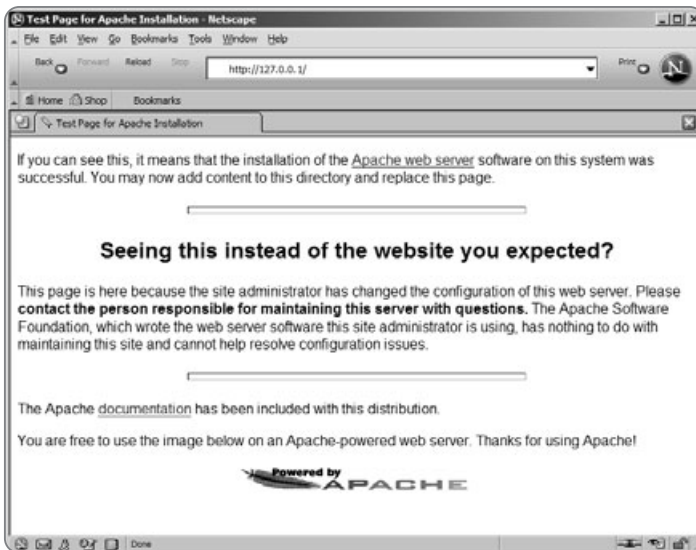 Test Page for Apache Installation - Netscape
File Edit View Go Bookmarks Tools Window Help
Back Forward Reload Stop http://127.0.0.1/ Print N
Home Shop Bookmarks
Test Page for Apache Installation
If you can see this, it means that the installation of the Apache web server software on this system was
successful. You may now add content to this directory and replace this page.
Seeing this instead of the website you expected?
This page is here because the site administrator has changed the configuration of this web server. Please
contact the person responsible for maintaining this server with questions. The Apache Software
Foundation, which wrote the web server software this site administrator is using, has nothing to do with
maintaining this site and cannot help resolve configuration issues.
The Apache documentation has been included with this distribution.
You are free to use the image below on an Apache-powered web server. Thanks for using Apache!
Powered by
APACHE
Done